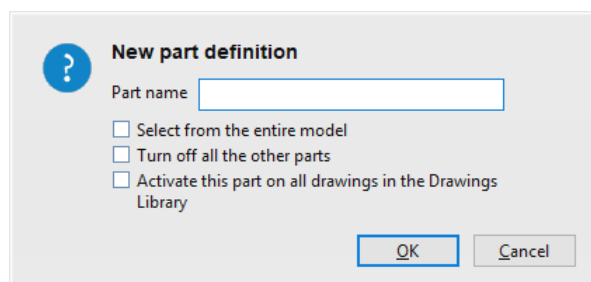 New part definition
Part name
Select from the entire model
Turn off all the other parts
Activate this part on all drawings in the Drawings
Library
OK Cancel